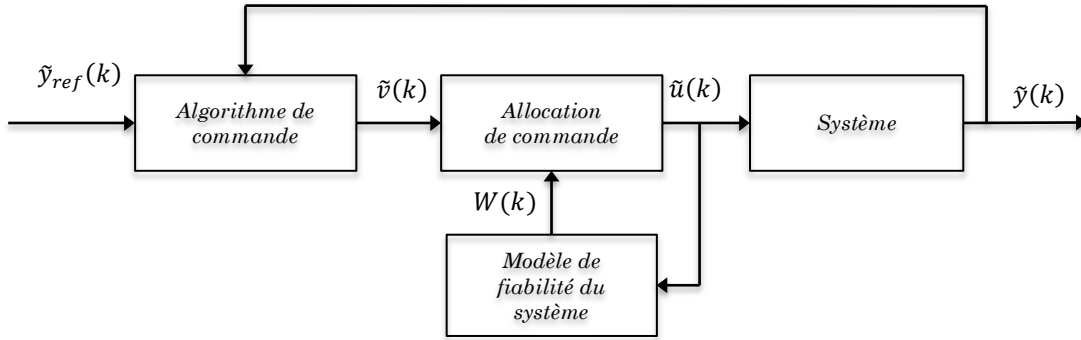 ỹ_ref(k)
Algorithme de
commande
ṽ(k)
Allocation
de commande
ũ(k)
Système
ỹ(k)
W(k)
Modèle de
fiabilité du
système